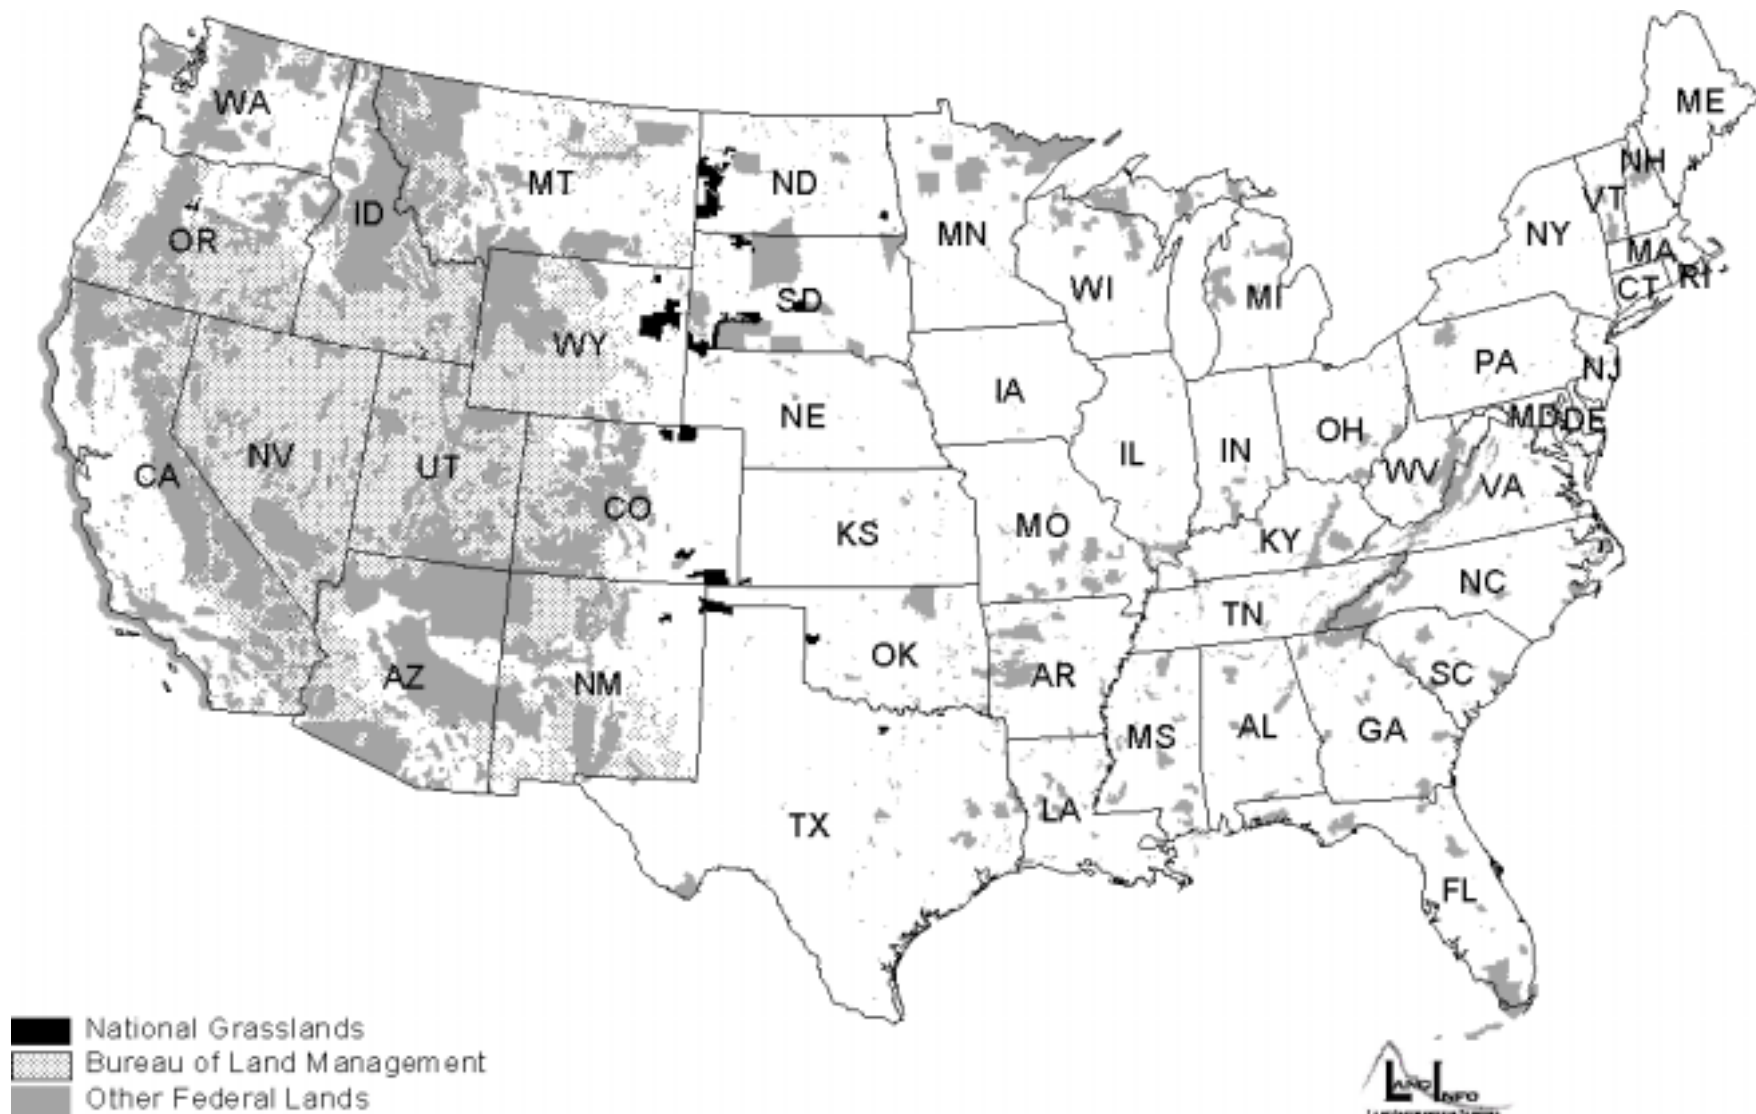 WA
ME
MT
ND
NH
ID
VT
OR
MN
NY
MA
SD
WI
MI
CT
RI
WY
PA
NJ
IA
NE
MD
DE
OH
NV
UT
IL
IN
CA
WV
VA
CO
KS
MO
KY
NC
TN
OK
AR
SC
AZ
NM
MS
AL
GA
TX
LA
FL
National Grasslands
Bureau of Land Management
Other Federal Lands
LAND INFO